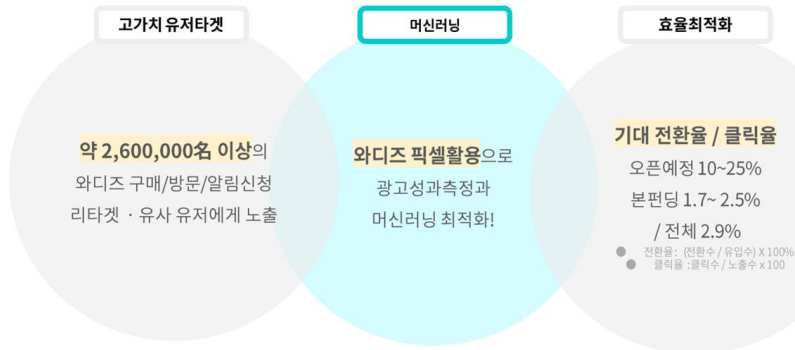 고가치 유저타겟
약 2,600,000名 이상의
와디즈 구매/방문/알림신청
리타겟 · 유사 유저에게 노출
머신러닝
와디즈 픽셀활용으로
광고성과측정과
머신러닝 최적화!
효율최적화
기대 전환율 / 클릭율
오픈예정 10~25%
본펀딩 1.7~ 2.5%
/ 전체 2.9%
전환율: (전환수 / 유입수) X 100%
클릭율 :클릭수 / 노출수 x 100